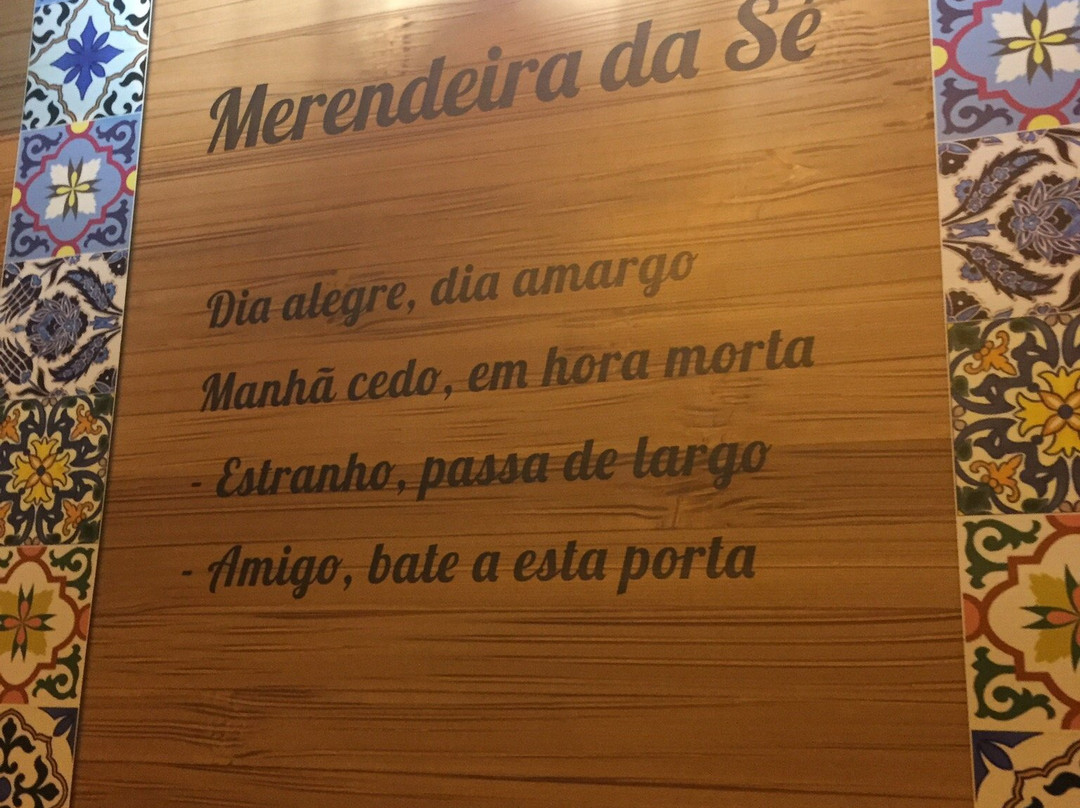 Merendeira da Sé
Dia alegre, dia amargo
Manhã cedo, em hora morta
- Estranho, passa de largo
- Amigo, bate a esta porta